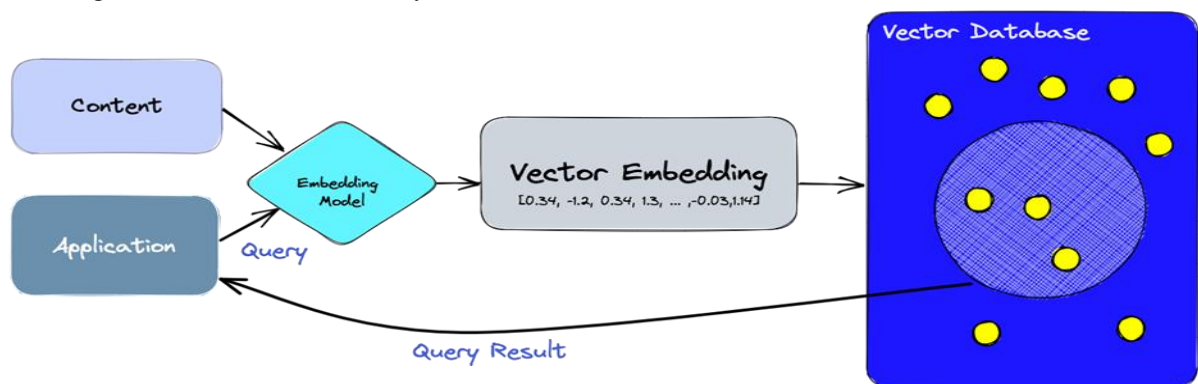 Vector Database
Content
Embedding
Model
Vector Embedding
[0.34, -1.2, 0.34, 1.3, ... ,-0.03,1.14]
Application
Query
Query Result